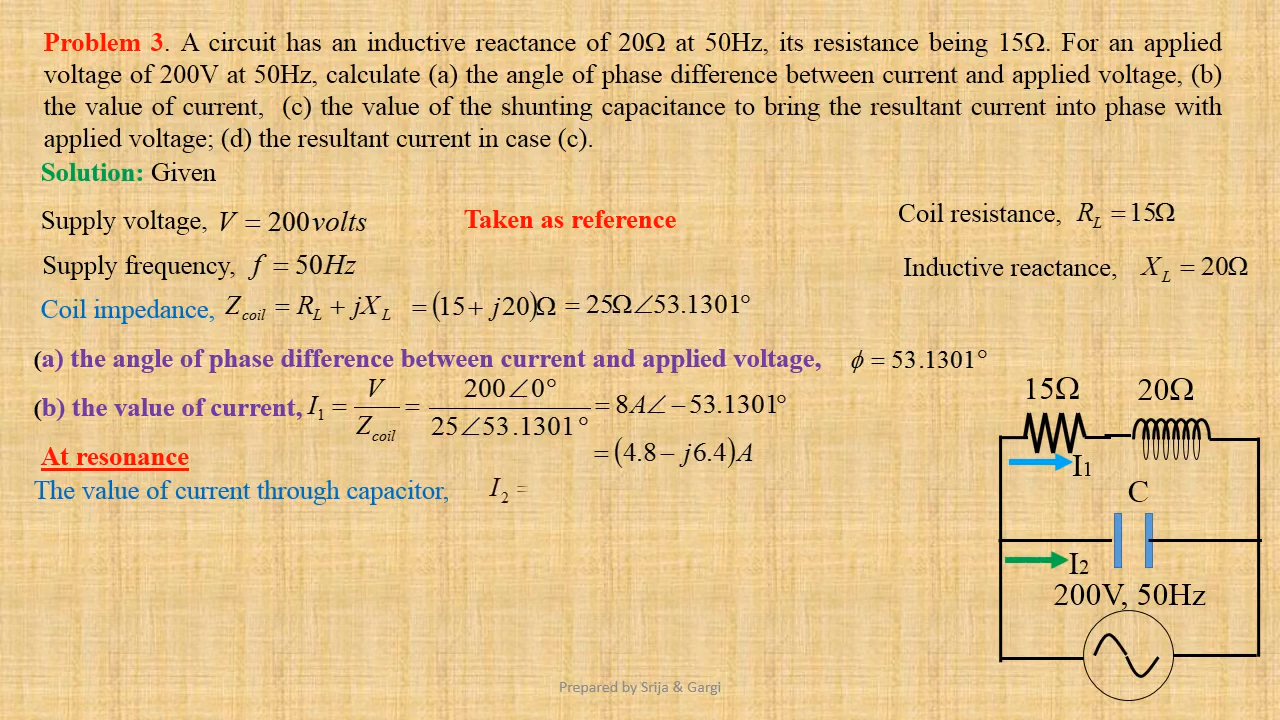 Problem 3. A circuit has an inductive reactance of 20Ω at 50Hz, its resistance being 15Ω. For an applied
voltage of 200V at 50Hz, calculate (a) the angle of phase difference between current and applied voltage, (b)
the value of current, (c) the value of the shunting capacitance to bring the resultant current into phase with
applied voltage; (d) the resultant current in case (c).
Solution: Given
Supply voltage, V = 200volts Taken as reference Coil resistance, R_L = 15Ω
Supply frequency, f = 50Hz Inductive reactance, X_L = 20Ω
Coil impedance, Z_coil = R_L + jX_L = (15 + j20)Ω = 25Ω∠53.1301°
(a) the angle of phase difference between current and applied voltage, ϕ = 53.1301°
(b) the value of current, I₁ = V / Z_coil = 200∠0° / 25∠53.1301° = 8A∠−53.1301°
= (4.8 − j6.4)A
At resonance
The value of current through capacitor, I₂ =
15Ω 20Ω
I1
C
I2
200V, 50Hz
Prepared by Srija & Gargi